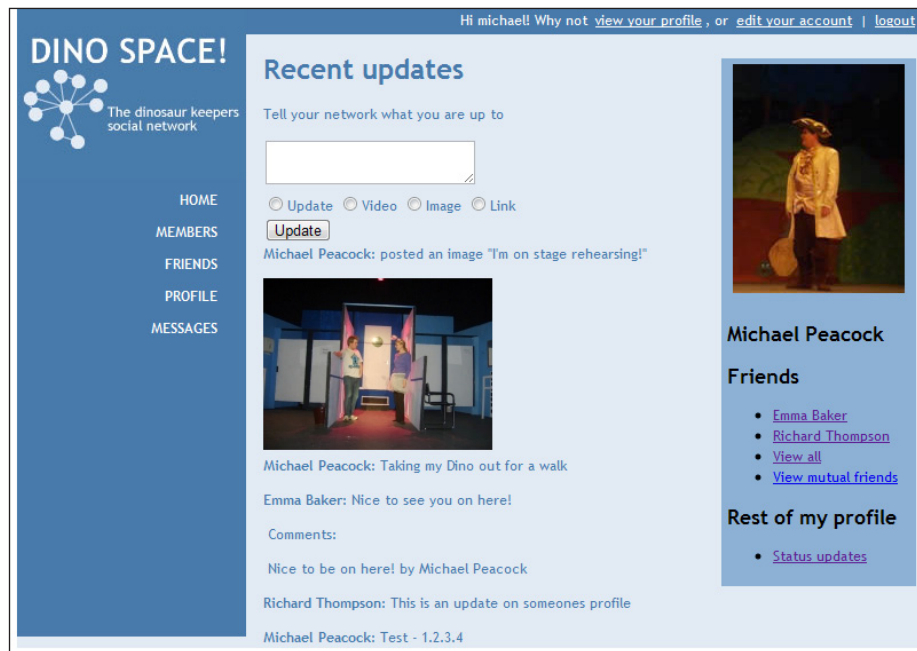 Hi michael! Why not view your profile , or edit your account | logout
DINO SPACE!
The dinosaur keepers
social network
HOME
MEMBERS
FRIENDS
PROFILE
MESSAGES
Recent updates
Tell your network what you are up to
Update Video Image Link
Update
Michael Peacock: posted an image "I'm on stage rehearsing!"
Michael Peacock: Taking my Dino out for a walk
Emma Baker: Nice to see you on here!
Comments:
Nice to be on here! by Michael Peacock
Richard Thompson: This is an update on someones profile
Michael Peacock: Test - 1.2.3.4
Michael Peacock
Friends
Emma Baker
Richard Thompson
View all
View mutual friends
Rest of my profile
Status updates